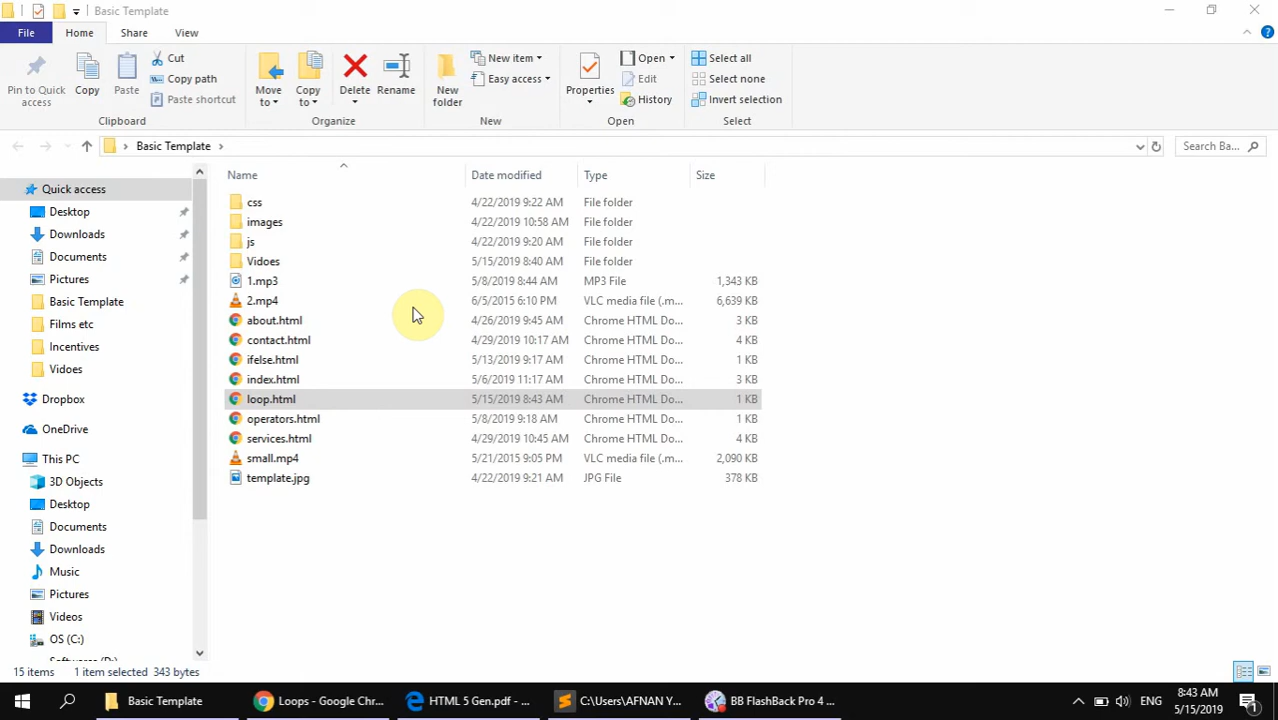 Basic Template
File Home Share View
Pin to Quick access
Copy
Paste
Cut
Copy path
Paste shortcut
Move to
Copy to
Delete
Rename
New folder
New item
Easy access
Properties
Open
Edit
History
Select all
Select none
Invert selection
Clipboard Organize New Open Select
Basic Template
Search Ba...
Name Date modified Type Size
css 4/22/2019 9:22 AM File folder
images 4/22/2019 10:58 AM File folder
js 4/22/2019 9:20 AM File folder
Vidoes 5/15/2019 8:40 AM File folder
1.mp3 5/8/2019 8:44 AM MP3 File 1,343 KB
2.mp4 6/5/2015 6:10 PM VLC media file (.m... 6,639 KB
about.html 4/26/2019 9:45 AM Chrome HTML Do... 3 KB
contact.html 4/29/2019 10:17 AM Chrome HTML Do... 4 KB
ifelse.html 5/13/2019 9:17 AM Chrome HTML Do... 1 KB
index.html 5/6/2019 11:17 AM Chrome HTML Do... 3 KB
loop.html 5/15/2019 8:43 AM Chrome HTML Do... 1 KB
operators.html 5/8/2019 9:18 AM Chrome HTML Do... 1 KB
services.html 4/29/2019 10:45 AM Chrome HTML Do... 4 KB
small.mp4 5/21/2015 9:05 PM VLC media file (.m... 2,090 KB
template.jpg 4/22/2019 9:21 AM JPG File 378 KB
Quick access
Desktop
Downloads
Documents
Pictures
Basic Template
Films etc
Incentives
Vidoes
Dropbox
OneDrive
This PC
3D Objects
Desktop
Documents
Downloads
Music
Pictures
Videos
OS (C:)
15 items 1 item selected 343 bytes
Basic Template
Loops - Google Chr...
HTML 5 Gen.pdf - ...
C:\Users\AFNAN Y...
BB FlashBack Pro 4 ...
ENG
8:43 AM
5/15/2019
1